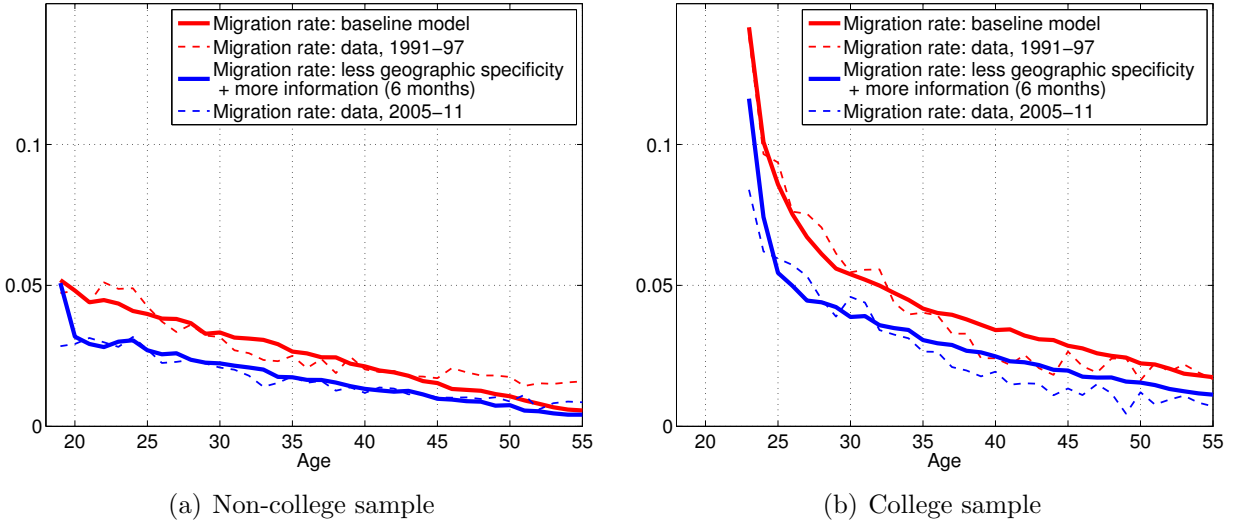 Migration rate: baseline model
Migration rate: data, 1991−97
Migration rate: less geographic specificity
+ more information (6 months)
Migration rate: data, 2005−11
0.1
0.05
0
20 25 30 35 40 45 50 55
Age
(a) Non-college sample
Migration rate: baseline model
Migration rate: data, 1991−97
Migration rate: less geographic specificity
+ more information (6 months)
Migration rate: data, 2005−11
0.1
0.05
0
20 25 30 35 40 45 50 55
Age
(b) College sample